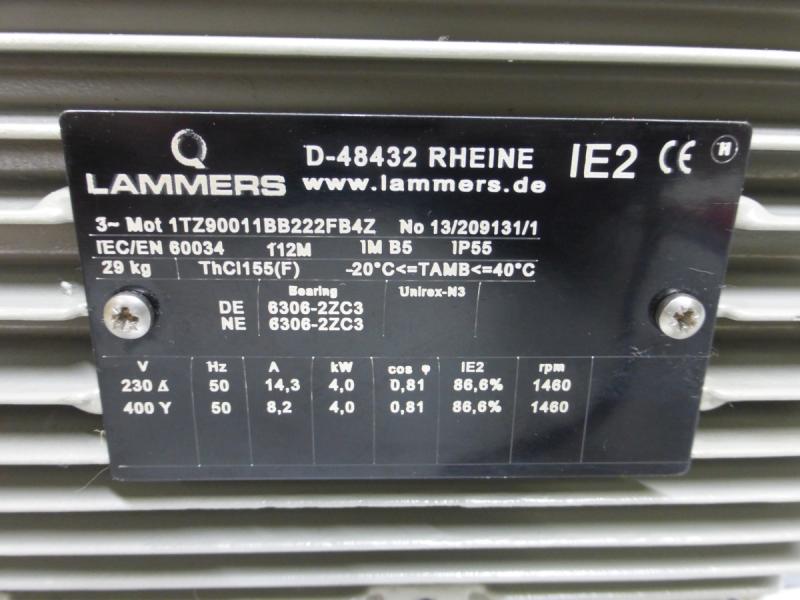 D-48432 RHEINE IE2 CE H
LAMMERS www.lammers.de
3~ Mot 1TZ90011BB222FB4Z No 13/209131/1
IEC/EN 60034 112M IM B5 IP55
29 kg ThCl155(F) -20°C<=TAMB<=40°C
Bearing Unirex-N3
DE 6306-2ZC3
NE 6306-2ZC3
V Hz A kW cos φ IE2 rpm
230 Δ 50 14,3 4,0 0,81 86,6% 1460
400 Y 50 8,2 4,0 0,81 86,6% 1460